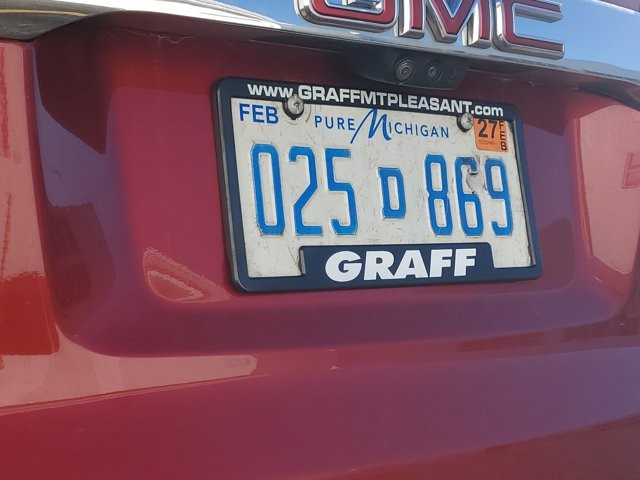 GMC
www.GRAFFMTPLEASANT.com
FEB PURE MICHIGAN 27 FEB
025 D 869
GRAFF